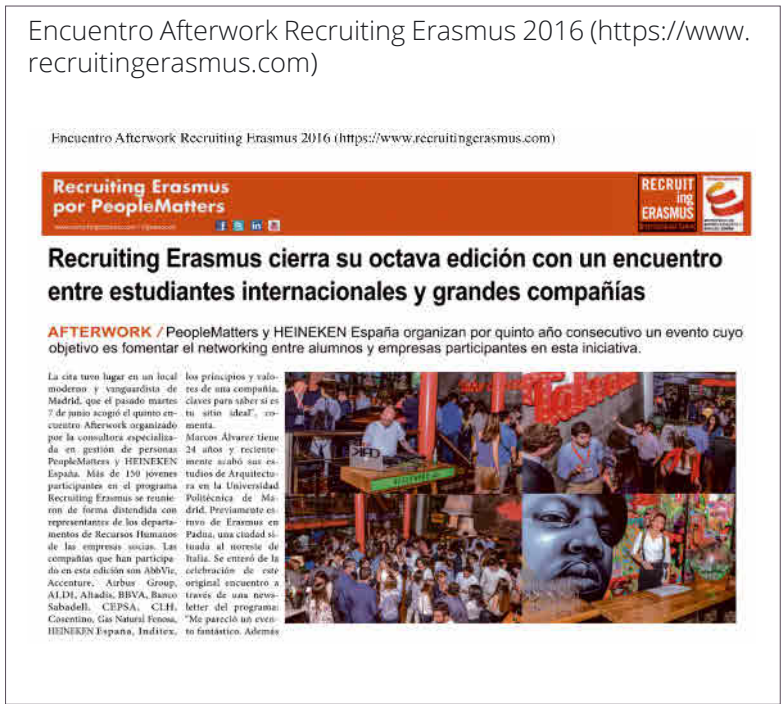 Encuentro Afterwork Recruiting Erasmus 2016 (https://www.
recruitingerasmus.com)
Encuentro Afterwork Recruiting Erasmus 2016 (https://www.recruitingerasmus.com)
Recruiting Erasmus
por PeopleMatters
RECRUIT
ing
ERASMUS
Recruiting Erasmus cierra su octava edición con un encuentro
entre estudiantes internacionales y grandes compañías
AFTERWORK / PeopleMatters y HEINEKEN España organizan por quinto año consecutivo un evento cuyo
objetivo es fomentar el networking entre alumnos y empresas participantes en esta iniciativa.
La cita tuvo lugar en un local
moderno y vanguardista de
Madrid, que el pasado martes
7 de junio acogió el quinto en-
cuentro Afterwork organizado
por la consultora especializa-
da en gestión de personas
PeopleMatters y HEINEKEN
España. Más de 150 jóvenes
participantes en el programa
Recruiting Erasmus se reunie-
ron de forma distendida con
representantes de los departa-
mentos de Recursos Humanos
de las empresas socias. Las
compañías que han participa-
do en esta edición son AbbVie,
Accenture, Airbus Group,
ALDI, Altadis, BBVA, Banco
Sabadell, CEPSA, CLH,
Cosentino, Gas Natural Fenosa,
HEINEKEN España, Inditex,
los principios y valo-
res de una compañía,
claves para saber si es
tu sitio ideal", co-
menta.
Marcos Álvarez tiene
24 años y reciente-
mente acabó sus es-
tudios de Arquitectu-
ra en la Universidad
Politécnica de Ma-
drid. Previamente es-
tuvo de Erasmus en
Padua, una ciudad si-
tuada al noreste de
Italia. Se enteró de la
celebración de este
original encuentro a
través de una news-
letter del programa:
"Me pareció un even-
to fantástico. Además